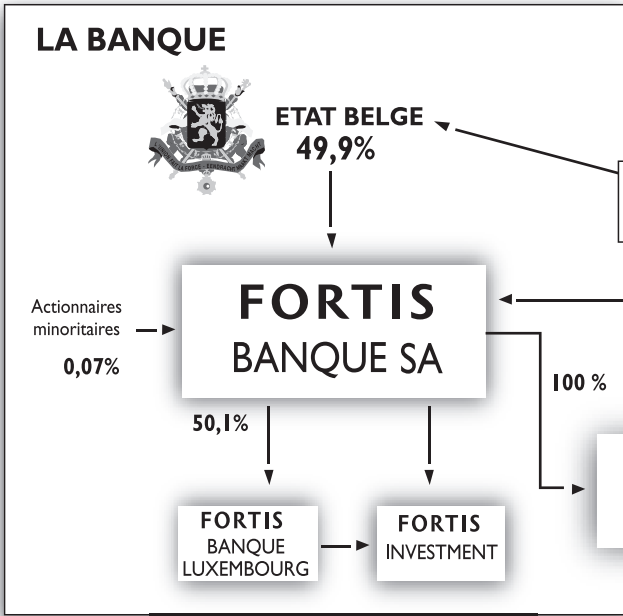 LA BANQUE
ETAT BELGE
49,9%
FORTIS
BANQUE SA
Actionnaires
minoritaires
0,07%
100 %
50,1%
FORTIS
BANQUE
LUXEMBOURG
FORTIS
INVESTMENT